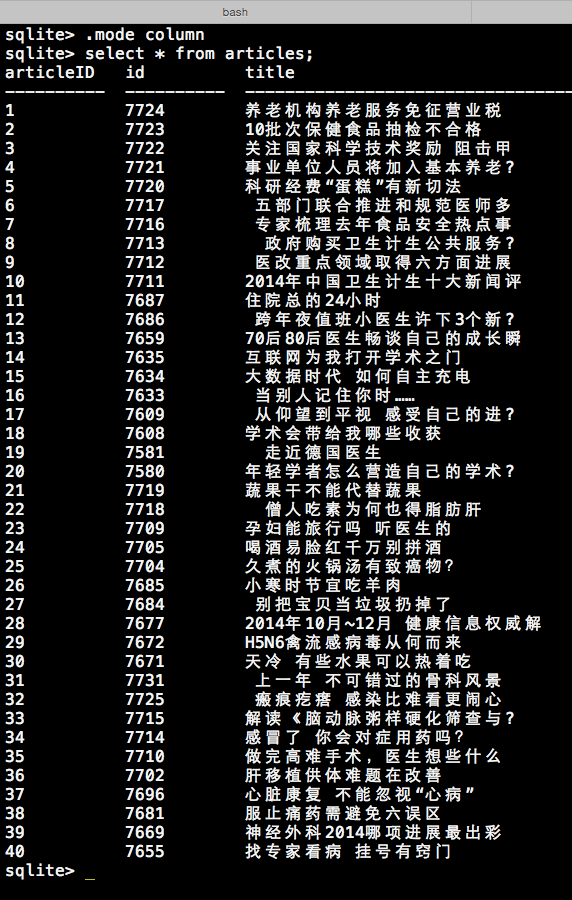 bash
sqlite> .mode column
sqlite> select * from articles;
articleID id title
---------- ---------- ----------------------------------
1 7724 养老机构养老服务免征营业税
2 7723 10批次保健食品抽检不合格
3 7722 关注国家科学技术奖励 阻击甲
4 7721 事业单位人员将加入基本养老?
5 7720 科研经费“蛋糕”有新切法
6 7717 五部门联合推进和规范医师多
7 7716 专家梳理去年食品安全热点事
8 7713 政府购买卫生计生公共服务?
9 7712 医改重点领域取得六方面进展
10 7711 2014年中国卫生计生十大新闻评
11 7687 住院总的24小时
12 7686 跨年夜值班小医生许下3个新?
13 7659 70后80后医生畅谈自己的成长瞬
14 7635 互联网为我打开学术之门
15 7634 大数据时代 如何自主充电
16 7633 当别人记住你时……
17 7609 从仰望到平视 感受自己的进?
18 7608 学术会带给我哪些收获
19 7581 走近德国医生
20 7580 年轻学者怎么营造自己的学术?
21 7719 蔬果干不能代替蔬果
22 7718 僧人吃素为何也得脂肪肝
23 7709 孕妇能旅行吗 听医生的
24 7705 喝酒易脸红千万别拼酒
25 7704 久煮的火锅汤有致癌物?
26 7685 小寒时节宜吃羊肉
27 7684 别把宝贝当垃圾扔掉了
28 7677 2014年10月~12月 健康信息权威解
29 7672 H5N6禽流感病毒从何而来
30 7671 天冷 有些水果可以热着吃
31 7731 上一年 不可错过的骨科风景
32 7725 瘢痕疙瘩 感染比难看更闹心
33 7715 解读《脑动脉粥样硬化筛查与?
34 7714 感冒了 你会对症用药吗?
35 7710 做完高难手术，医生想些什么
36 7702 肝移植供体难题在改善
37 7696 心脏康复 不能忽视“心病”
38 7681 服止痛药需避免六误区
39 7669 神经外科2014哪项进展最出彩
40 7655 找专家看病 挂号有窍门
sqlite> _